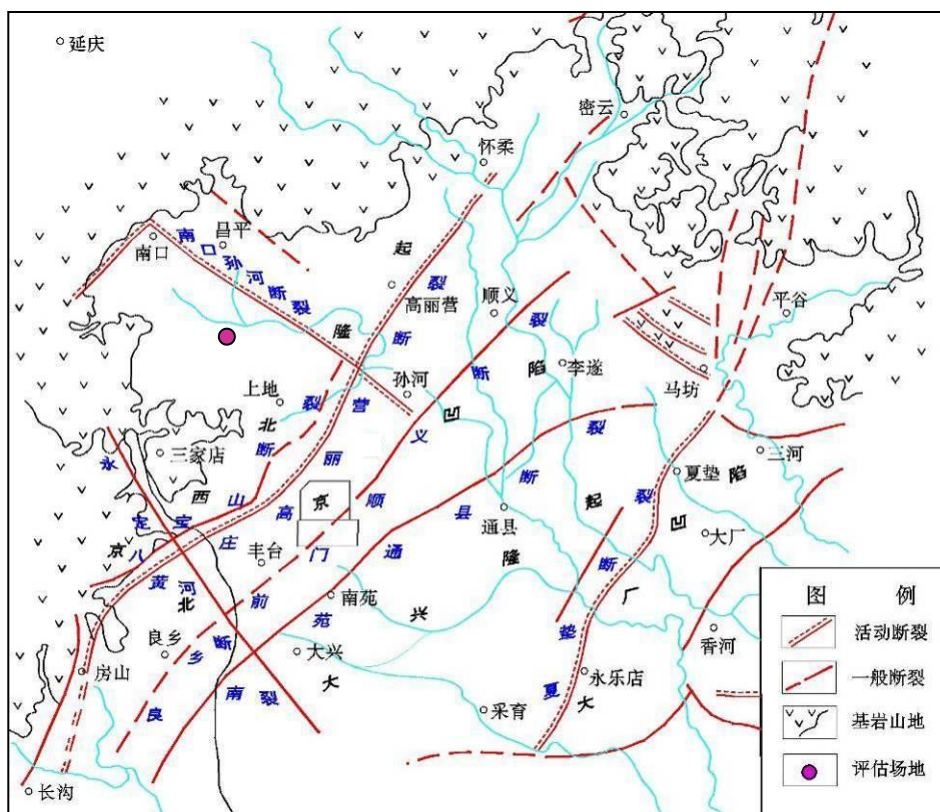 延庆
密云
怀柔
昌平
南口
南口孙河断裂
高丽营
顺义
平谷
李遂
孙河
上地
马坊
三家店
三河
夏垫
通县
大厂
丰台
南苑
香河
良乡
大兴
房山
永乐店
采育
长沟
京西北隆起
北京凹陷
大兴隆起
大厂凹陷
黄庄高丽营断裂
八宝山断裂
永定河断裂
良乡前门顺义断裂
南苑通县断裂
夏垫断裂
图例
活动断裂
一般断裂
基岩山地
评估场地